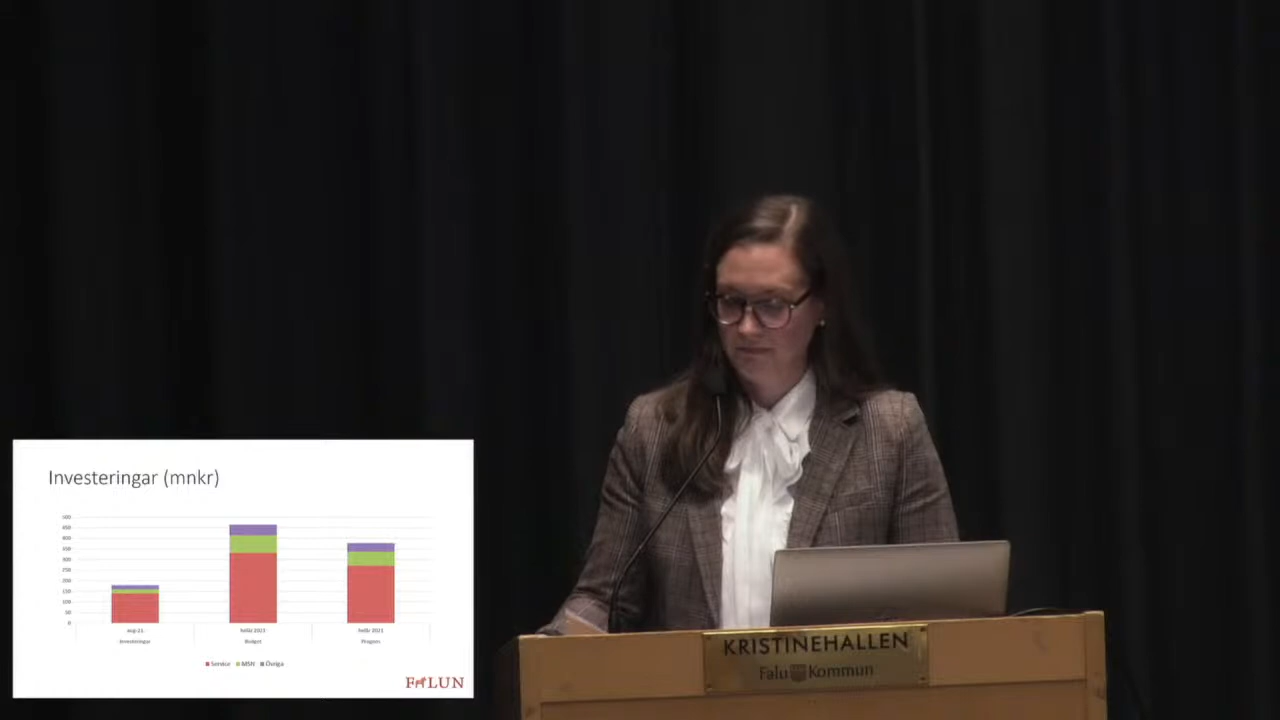 Investeringar (mnkr)
500
450
400
350
300
250
200
150
100
50
0
aug-21
helår 2021
helår 2021
Investeringar
Budget
Prognos
Service
MSN
Övriga
FALUN
KRISTINEHALLEN
Falu Kommun